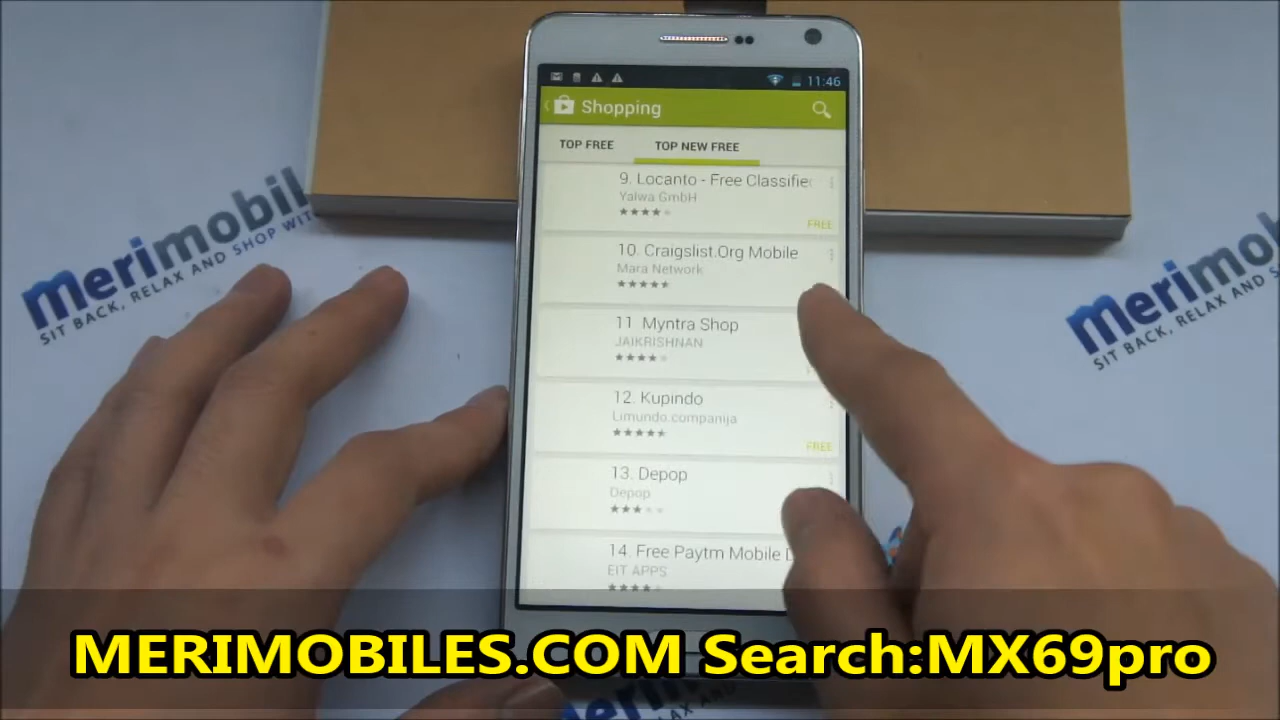 11:46
Shopping
TOP FREE TOP NEW FREE
9. Locanto - Free Classifie
Yalwa GmbH
FREE
10. Craigslist.Org Mobile
Mara Network
11 Myntra Shop
JAIKRISHNAN
12. Kupindo
Limundo.companija
FREE
13. Depop
Depop
14. Free Paytm Mobile
EIT APPS
merimobil
SIT BACK, RELAX AND SHOP WIT
merimobi
SIT BACK, RELAX AND S
MERIMOBILES.COM Search:MX69pro